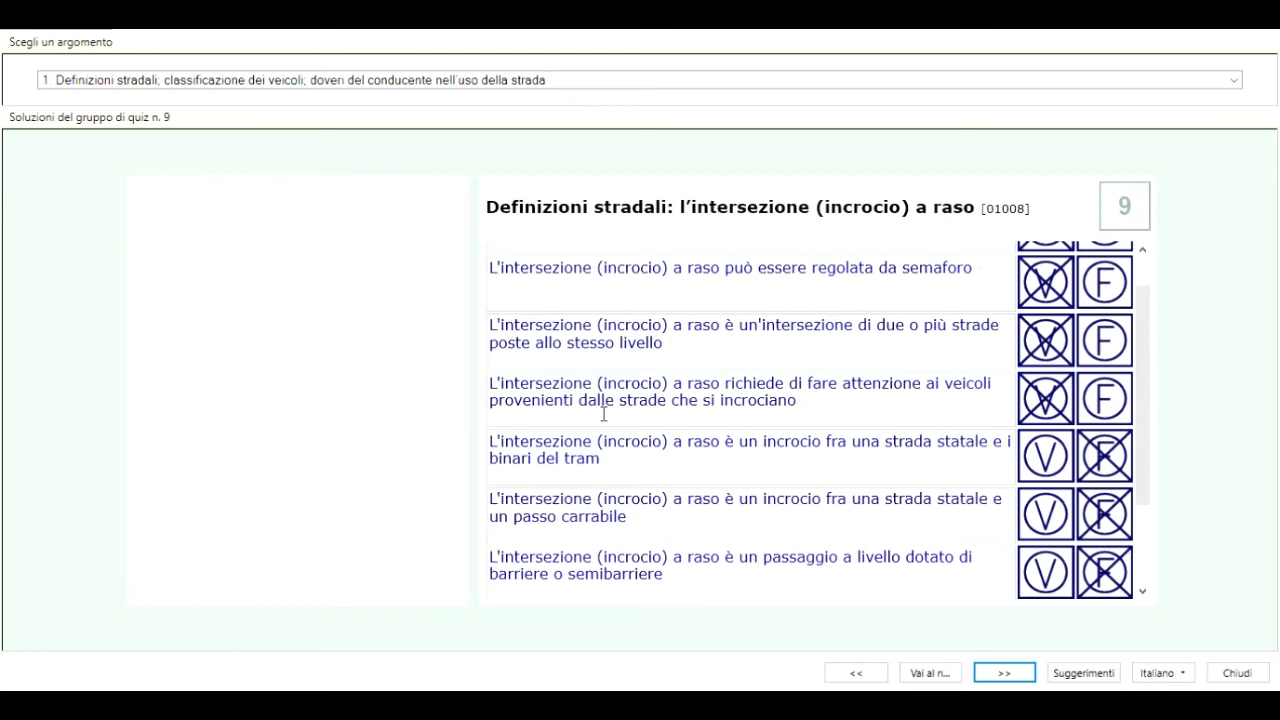 Scegli un argomento
1. Definizioni stradali; classificazione dei veicoli; doveri del conducente nell'uso della strada
Soluzioni del gruppo di quiz n. 9
Definizioni stradali: l’intersezione (incrocio) a raso [01008]
9
L'intersezione (incrocio) a raso può essere regolata da semaforo
V F
L'intersezione (incrocio) a raso è un'intersezione di due o più strade
poste allo stesso livello
V F
L'intersezione (incrocio) a raso richiede di fare attenzione ai veicoli
provenienti dalle strade che si incrociano
V F
L'intersezione (incrocio) a raso è un incrocio fra una strada statale e i
binari del tram
V F
L'intersezione (incrocio) a raso è un incrocio fra una strada statale e
un passo carrabile
V F
L'intersezione (incrocio) a raso è un passaggio a livello dotato di
barriere o semibarriere
V F
<< Vai al n... >> Suggerimenti Italiano Chiudi